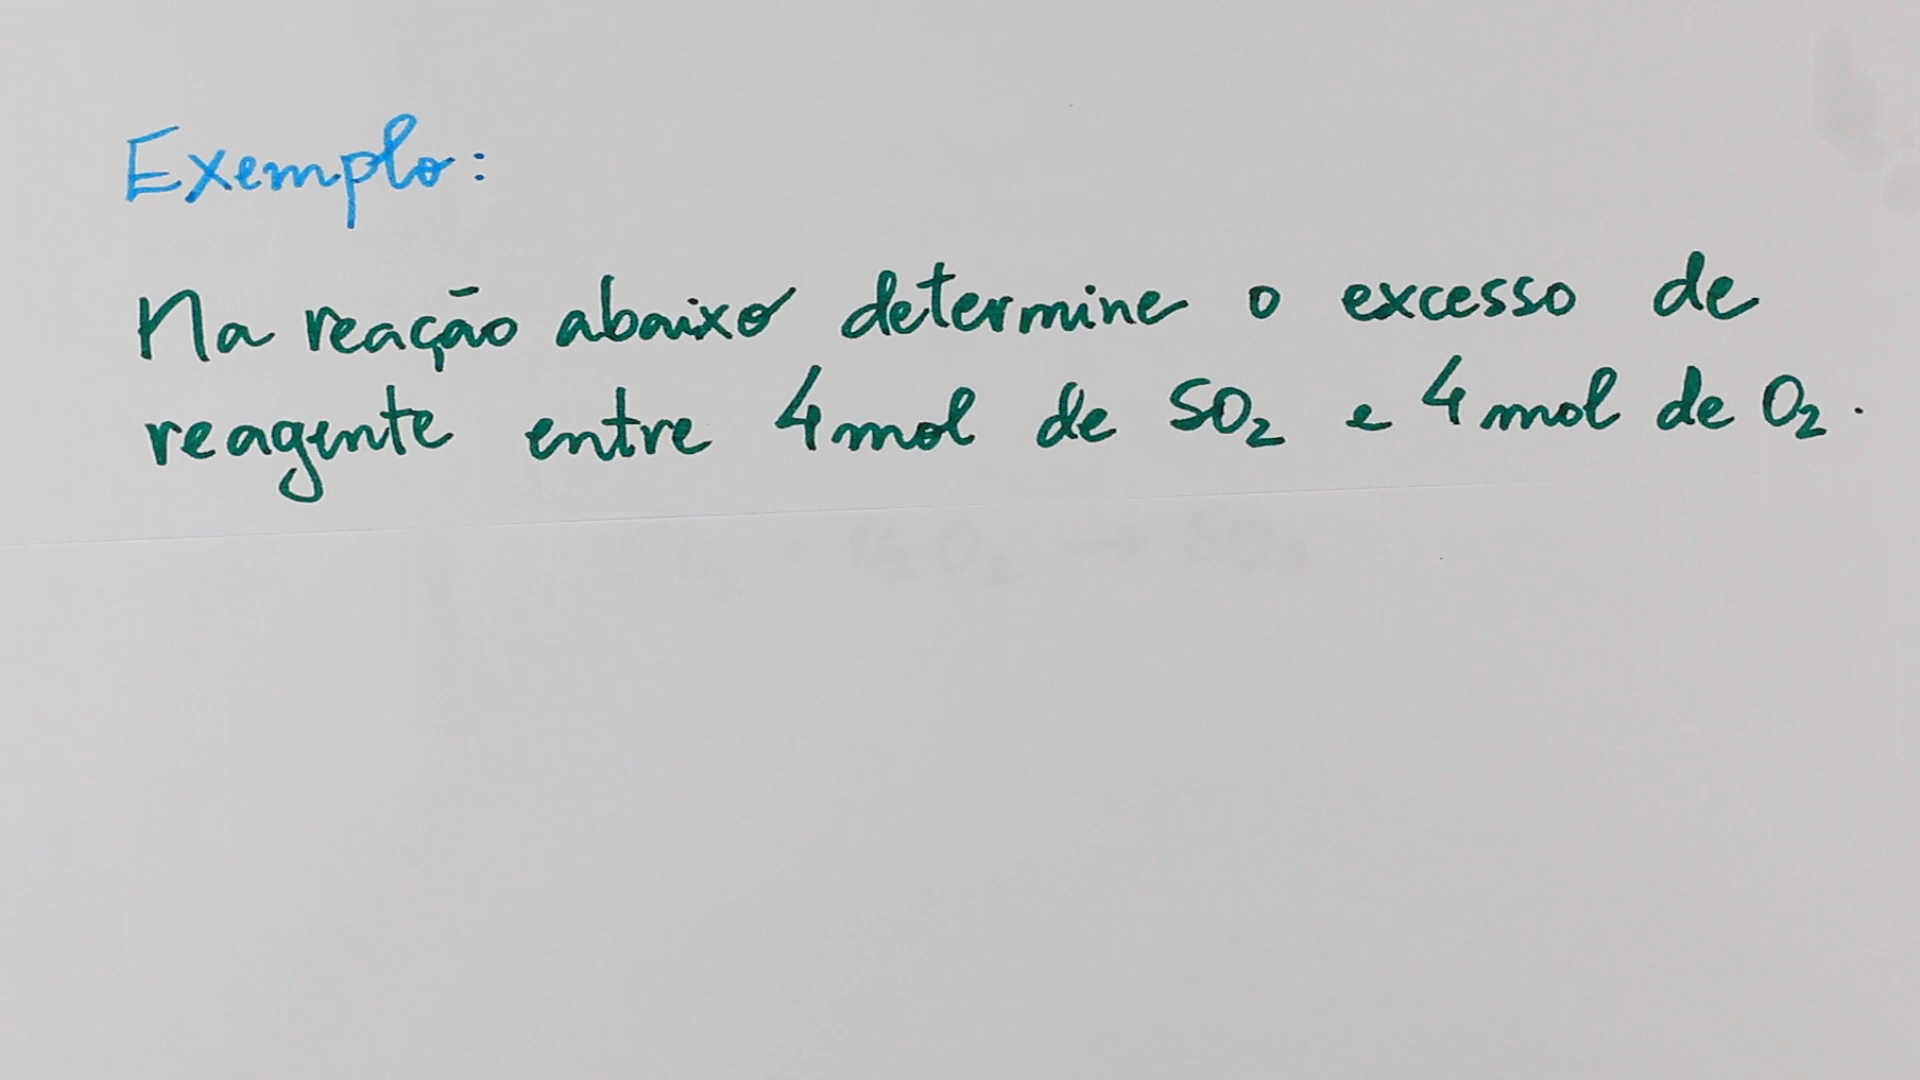 Exemplo:
Na reação abaixo determine o excesso de
reagente entre 4 mol de SO₂ e 4 mol de O₂.